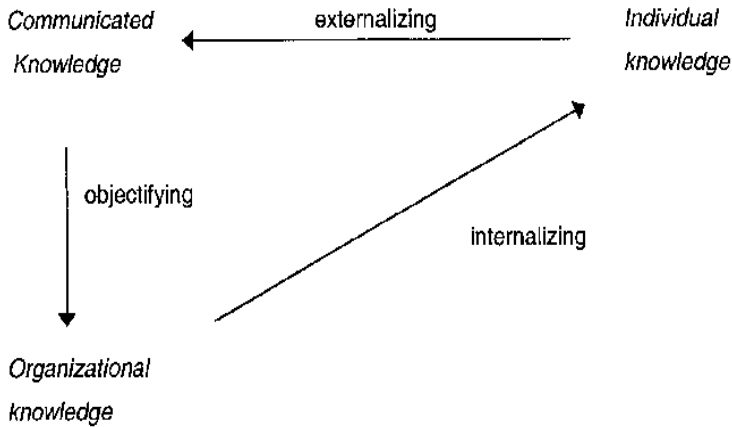 Communicated
Knowledge
externalizing
Individual
knowledge
objectifying
internalizing
Organizational
knowledge